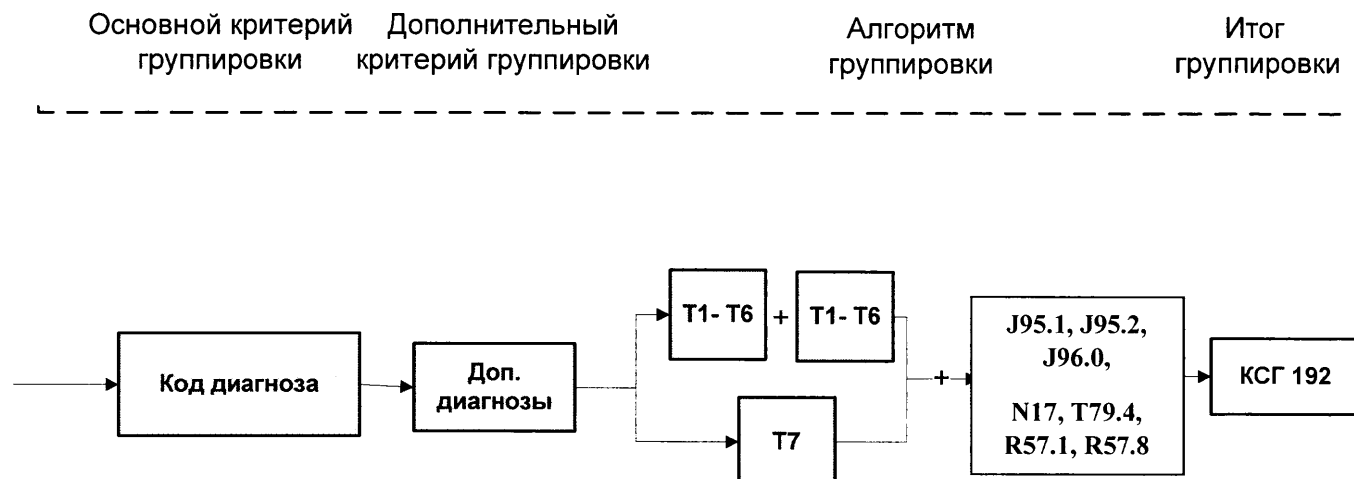 Основной критерий
группировки
Дополнительный
критерий группировки
Алгоритм
группировки
Итог
группировки
Код диагноза
Доп.
диагнозы
T1- T6
+
T1- T6
T7
+
J95.1, J95.2,
J96.0,
N17, T79.4,
R57.1, R57.8
КСГ 192